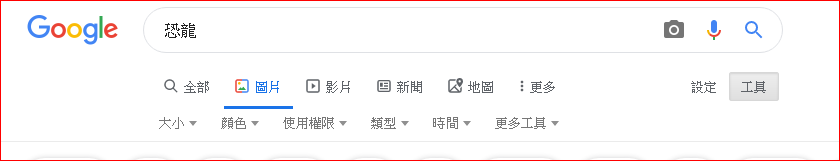 Google 恐龍
全部 圖片 影片 新聞 地圖 更多 設定 工具
大小 顏色 使用權限 類型 時間 更多工具